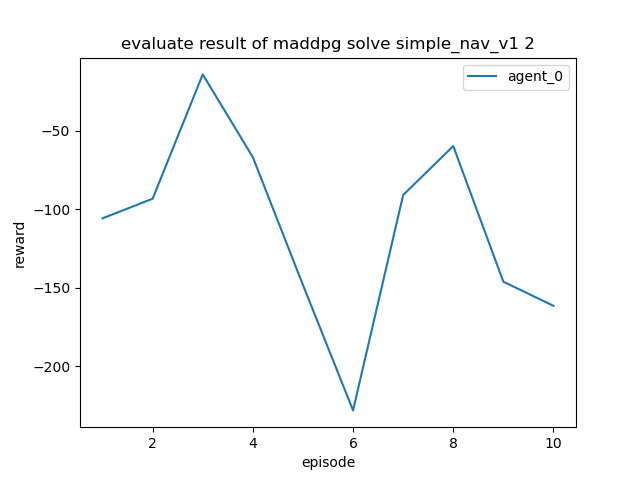 evaluate result of maddpg solve simple_nav_v1 2
agent_0
−50
−100
−150
−200
reward
2 4 6 8 10
episode